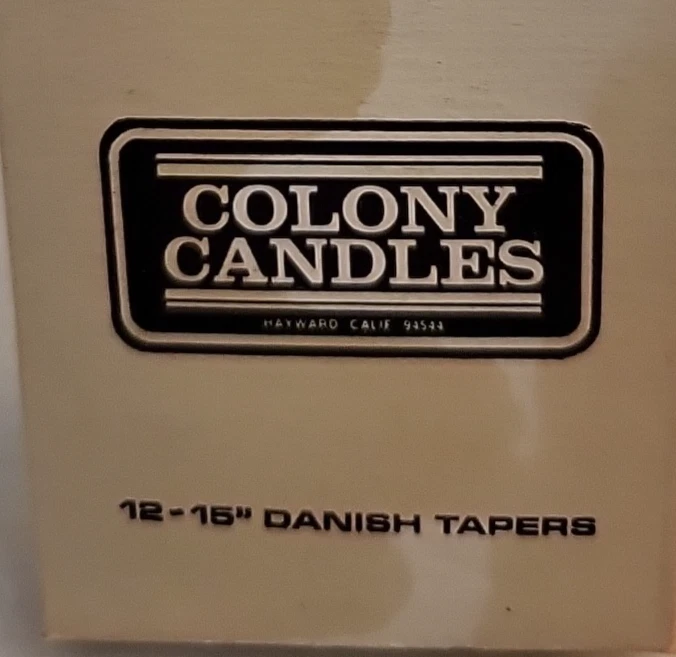 COLONY
CANDLES
HAYWARD CALIF 94544
12-15" DANISH TAPERS